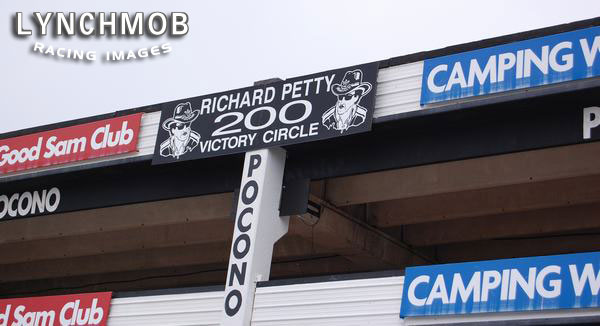 LYNCHMOB
RACING IMAGES
RICHARD PETTY
200
VICTORY CIRCLE
CAMPING W
Good Sam Club
P
OCONO
POCONO
CAMPING W
d Sam Club